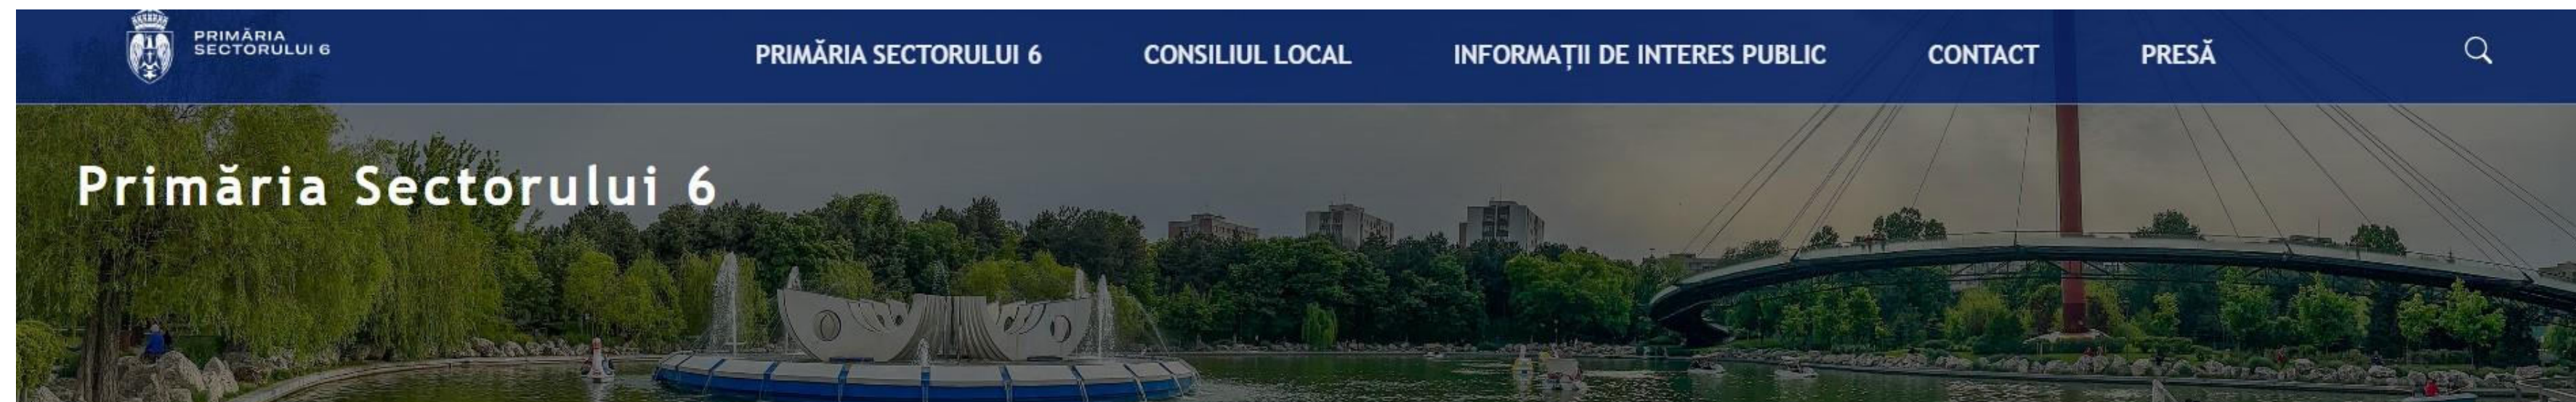 PRIMĂRIA
SECTORULUI 6
PRIMĂRIA SECTORULUI 6 CONSILIUL LOCAL INFORMAȚII DE INTERES PUBLIC CONTACT PRESĂ
Primăria Sectorului 6